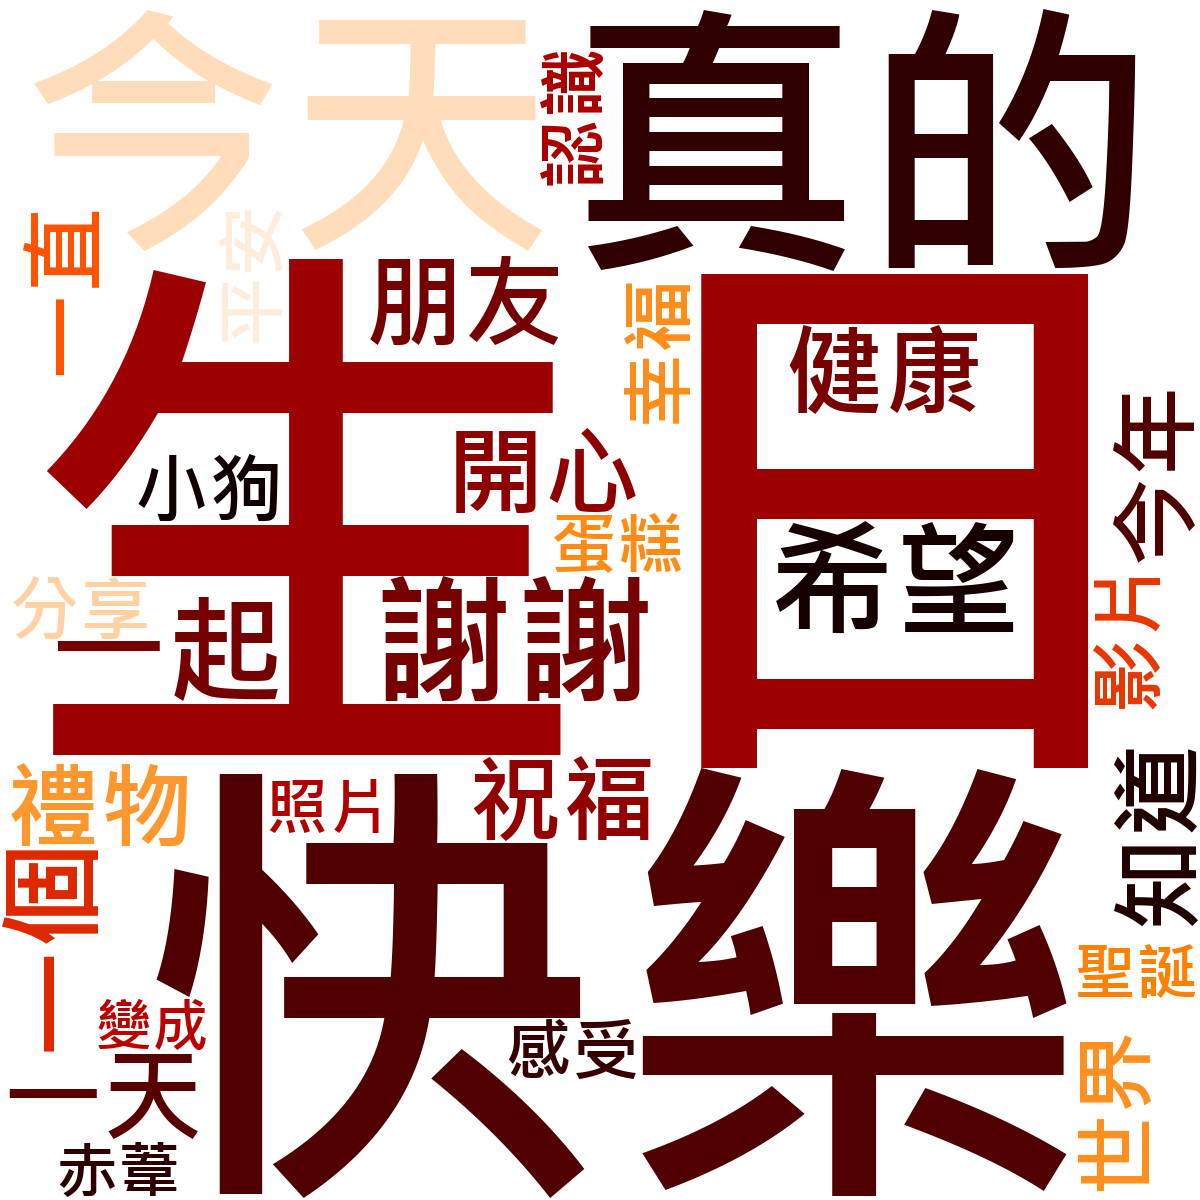 今天
真的
認識
一直
平安
朋友
幸福
健康
生日
今年
小狗
開心
蛋糕
希望
分享
一起
謝謝
影片
禮物
照片
祝福
知道
快樂
一個
聖誕
變成
感受
一天
世界
赤葦